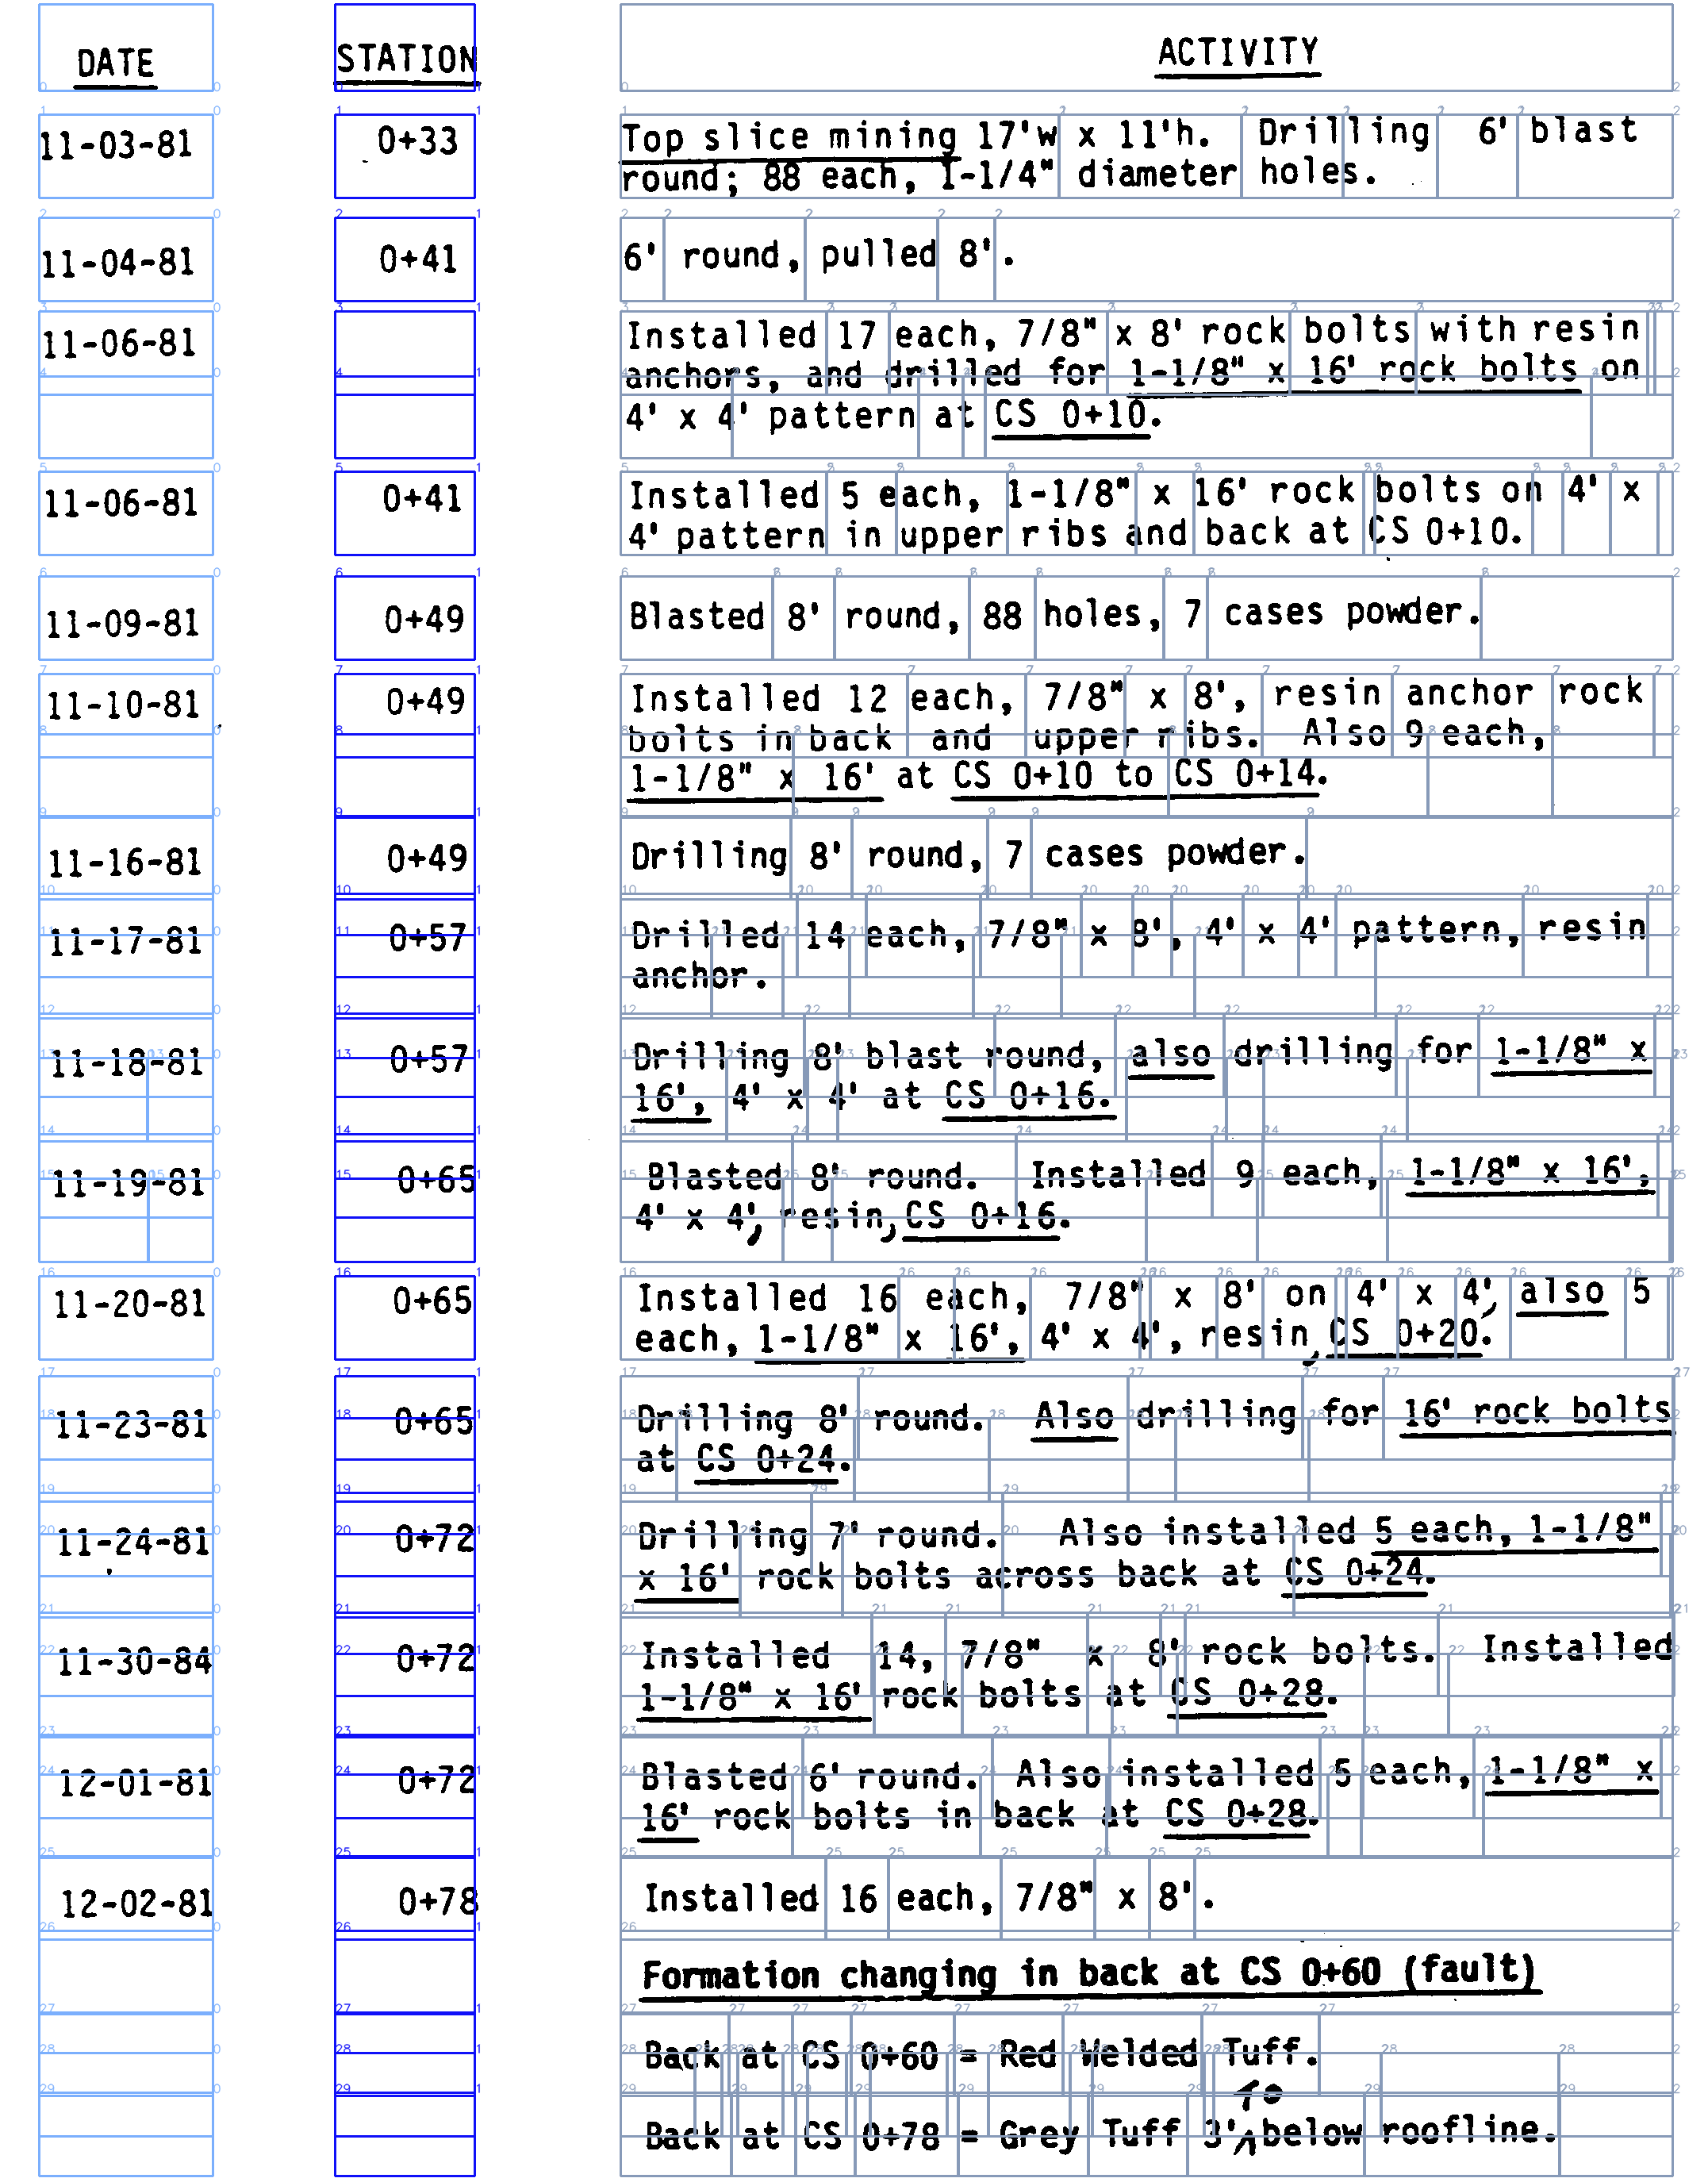 DATE STATION ACTIVITY
11-03-81 0+33 Top slice mining 17'w x 11'h. Drilling 6' blast
round; 88 each, 1-1/4" diameter holes.
11-04-81 0+41 6' round, pulled 8'.
11-06-81 Installed 17 each, 7/8" x 8' rock bolts with resin
anchors, and drilled for 1-1/8" x 16' rock bolts on
4' x 4' pattern at CS 0+10.
11-06-81 0+41 Installed 5 each, 1-1/8" x 16' rock bolts on 4' x
4' pattern in upper ribs and back at CS 0+10.
11-09-81 0+49 Blasted 8' round, 88 holes, 7 cases powder.
11-10-81 0+49 Installed 12 each, 7/8" x 8', resin anchor rock
bolts in back and upper ribs. Also 9 each,
1-1/8" x 16' at CS 0+10 to CS 0+14.
11-16-81 0+49 Drilling 8' round, 7 cases powder.
11-17-81 0+57 Drilled 14 each, 7/8" x 8', 4' x 4' pattern, resin
anchor.
11-18-81 0+57 Drilling 8' blast round, also drilling for 1-1/8" x
16', 4' x 4' at CS 0+16.
11-19-81 0+65 Blasted 8' round. Installed 9 each, 1-1/8" x 16',
4' x 4', resin, CS 0+16.
11-20-81 0+65 Installed 16 each, 7/8" x 8' on 4' x 4', also 5
each, 1-1/8" x 16', 4' x 4', resin, CS 0+20.
11-23-81 0+65 Drilling 8' round. Also drilling for 16' rock bolts
at CS 0+24.
11-24-81 0+72 Drilling 7' round. Also installed 5 each, 1-1/8"
x 16' rock bolts across back at CS 0+24.
11-30-84 0+72 Installed 14, 7/8" x 8' rock bolts. Installed
1-1/8" x 16' rock bolts at CS 0+28.
12-01-81 0+72 Blasted 6' round. Also installed 5 each, 1-1/8" x
16' rock bolts in back at CS 0+28.
12-02-81 0+78 Installed 16 each, 7/8" x 8'.
Formation changing in back at CS 0+60 (fault)
Back at CS 0+60 = Red Welded Tuff.
Back at CS 0+78 = Grey Tuff 3' to below roofline.